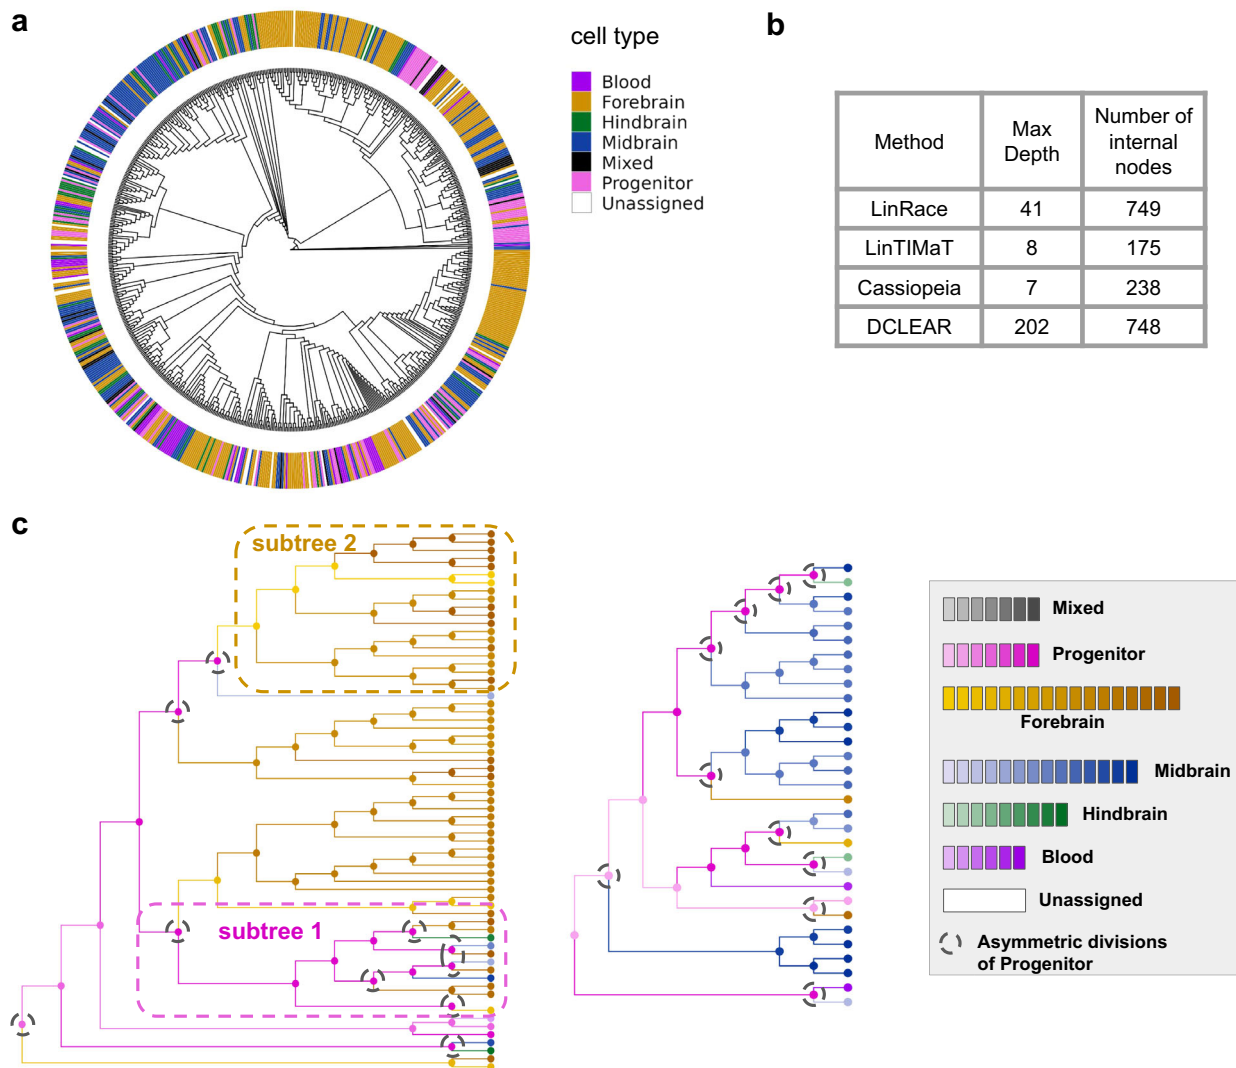 a
cell type
Blood
Forebrain
Hindbrain
Midbrain
Mixed
Progenitor
Unassigned
b
Method
Max
Depth
Number of
internal
nodes
LinRace
41
749
LinTIMaT
8
175
Cassiopeia
7
238
DCLEAR
202
748
c
subtree 2
subtree 1
Mixed
Progenitor
Forebrain
Midbrain
Hindbrain
Blood
Unassigned
Asymmetric divisions
of Progenitor